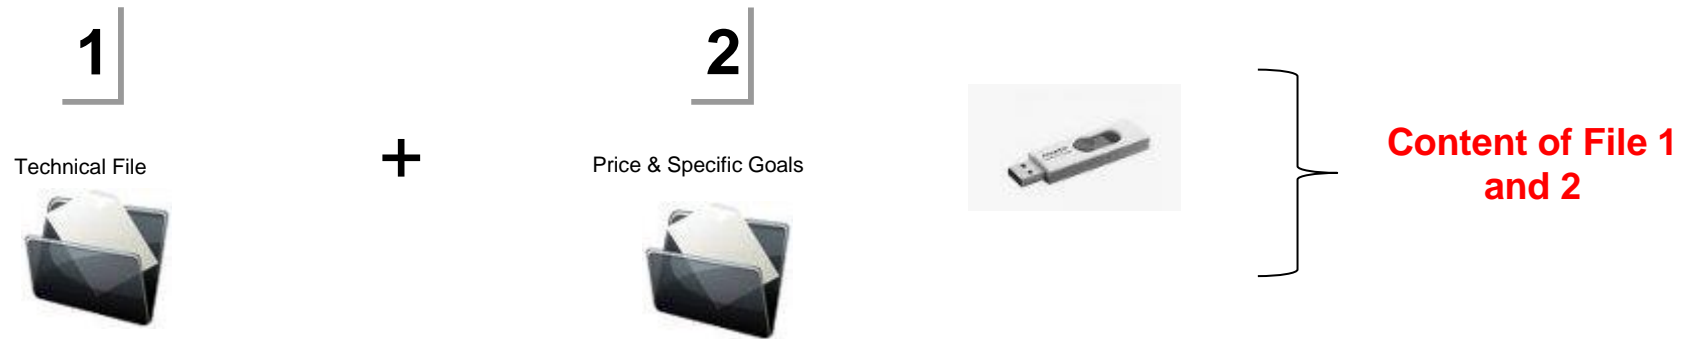 1
2
Technical File
+
Price & Specific Goals
Content of File 1
and 2